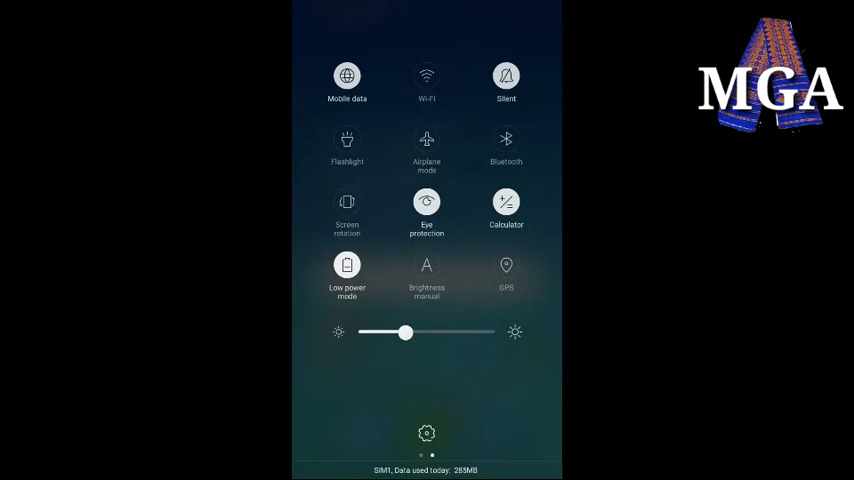 MGA
Mobile data
Wi-Fi
Silent
Flashlight
Airplane
mode
Bluetooth
Screen
rotation
Eye
protection
Calculator
Low power
mode
A
Brightness
manual
GPS
SIM1, Data used today: 285MB